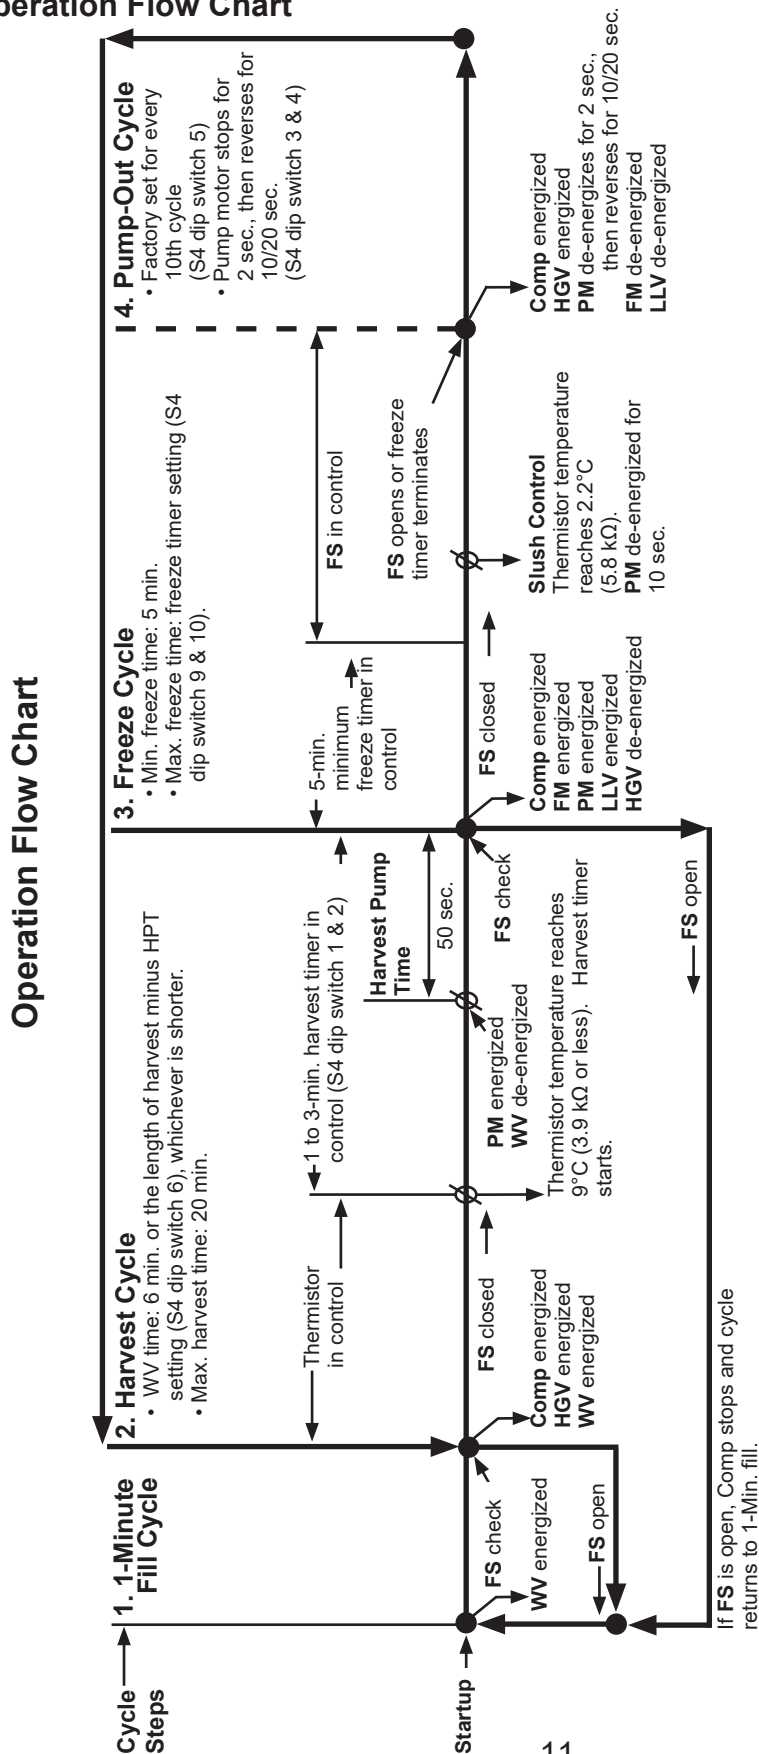 Operation Flow Chart
peration Flow Chart
Cycle
Steps
1. 1-Minute
Fill Cycle
2. Harvest Cycle
• WV time: 6 min. or the length of harvest minus HPT
setting (S4 dip switch 6), whichever is shorter.
• Max. harvest time: 20 min.
3. Freeze Cycle
• Min. freeze time: 5 min.
• Max. freeze time: freeze timer setting (S4
dip switch 9 & 10).
4. Pump-Out Cycle
• Factory set for every
10th cycle
(S4 dip switch 5)
• Pump motor stops for
2 sec., then reverses for
10/20 sec.
(S4 dip switch 3 & 4)
Thermistor
in control
1 to 3-min. harvest timer in
control (S4 dip switch 1 & 2)
Harvest Pump
Time
50 sec.
5-min.
minimum
freeze timer in
control
FS in control
FS opens or freeze
timer terminates
Startup
FS check
WV energized
FS open
FS closed
Comp energized
HGV energized
WV energized
PM energized
WV de-energized
Thermistor temperature reaches
9°C (3.9 kΩ or less). Harvest timer
starts.
FS check
FS closed
Comp energized
FM energized
PM energized
LLV energized
HGV de-energized
Slush Control
Thermistor temperature
reaches 2.2°C
(5.8 kΩ).
PM de-energized for
10 sec.
Comp energized
HGV energized
PM de-energizes for 2 sec.,
then reverses for 10/20 sec.
FM de-energized
LLV de-energized
FS open
If FS is open, Comp stops and cycle
returns to 1-Min. fill.
11